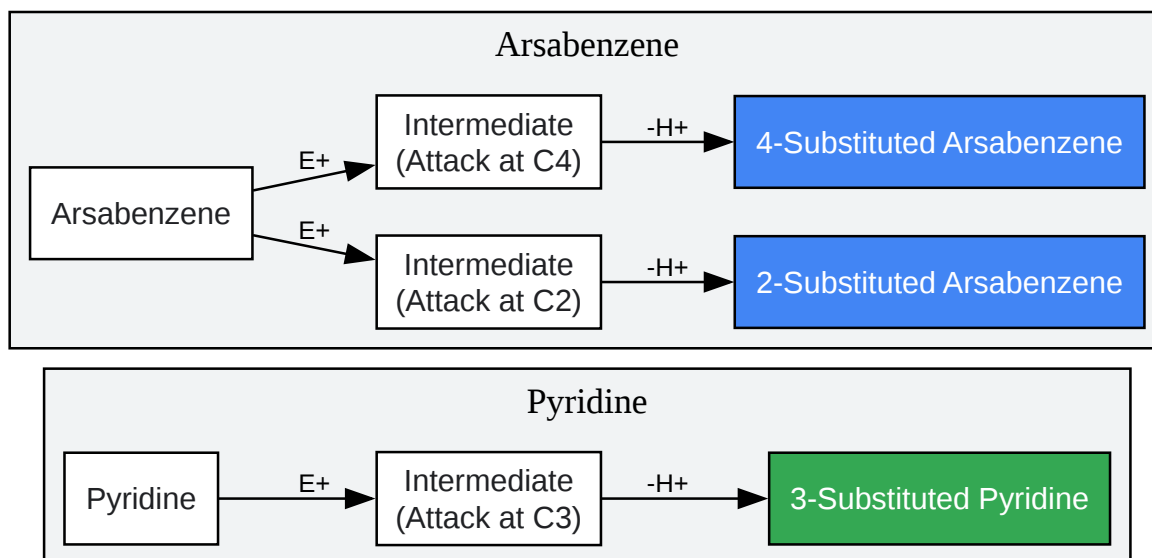 Arsabenzene
Arsabenzene
E+
Intermediate
(Attack at C4)
-H+
4-Substituted Arsabenzene
E+
Intermediate
(Attack at C2)
-H+
2-Substituted Arsabenzene
Pyridine
Pyridine
E+
Intermediate
(Attack at C3)
-H+
3-Substituted Pyridine